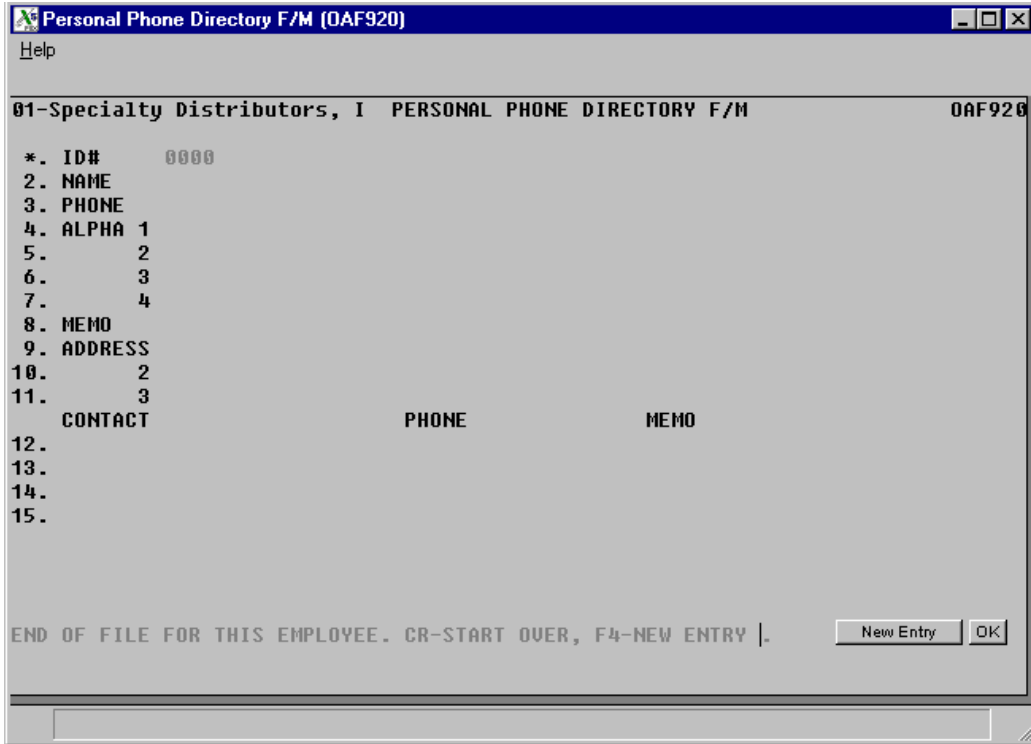 Personal Phone Directory F/M (OAF920)
Help
01-Specialty Distributors, I PERSONAL PHONE DIRECTORY F/M OAF920
*. ID# 0000
2. NAME
3. PHONE
4. ALPHA 1
5. 2
6. 3
7. 4
8. MEMO
9. ADDRESS
10. 2
11. 3
CONTACT PHONE MEMO
12.
13.
14.
15.
END OF FILE FOR THIS EMPLOYEE. CR-START OVER, F4-NEW ENTRY . New Entry OK